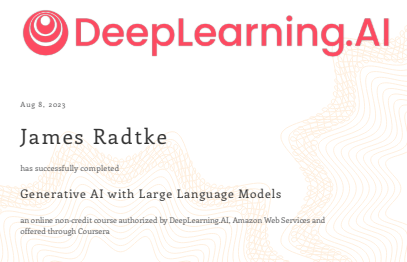 DeepLearning.AI
Aug 8, 2023
James Radtke
has successfully completed
Generative AI with Large Language Models
an online non-credit course authorized by DeepLearning.AI, Amazon Web Services and
offered through Coursera